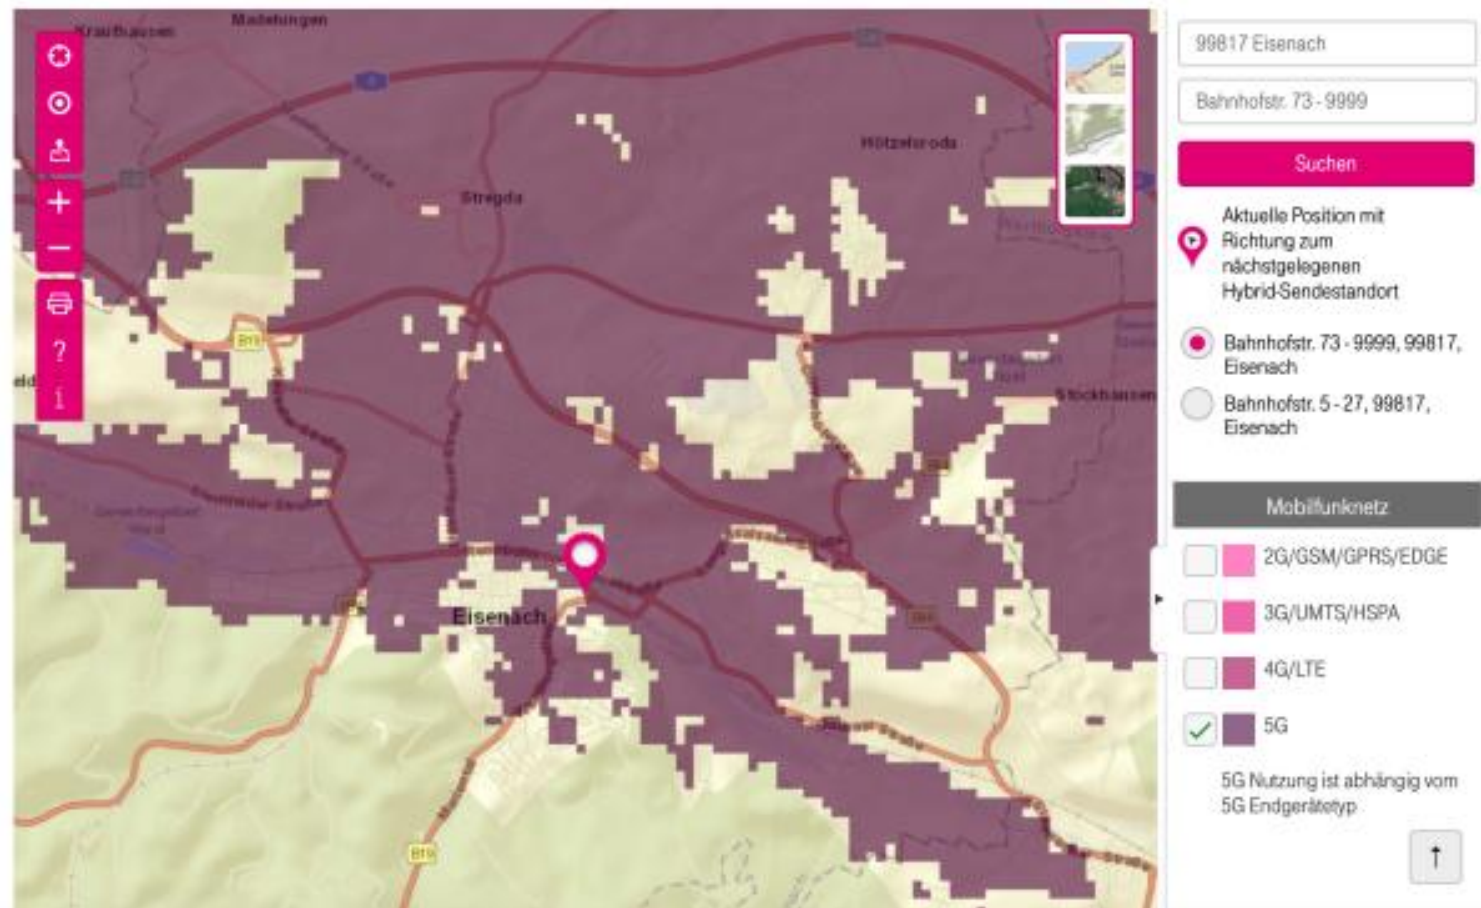 Madelungen
Krauthausen
Hötzelsroda
Stregda
B19
Stockhausen
Eisenach
B19
99817 Eisenach
Bahnhofstr. 73 - 9999
Suchen
Aktuelle Position mit
Richtung zum
nächstgelegenen
Hybrid-Sendestandort
Bahnhofstr. 73 - 9999, 99817,
Eisenach
Bahnhofstr. 5 - 27, 99817,
Eisenach
Mobilfunknetz
2G/GSM/GPRS/EDGE
3G/UMTS/HSPA
4G/LTE
5G
5G Nutzung ist abhängig vom
5G Endgerätetyp